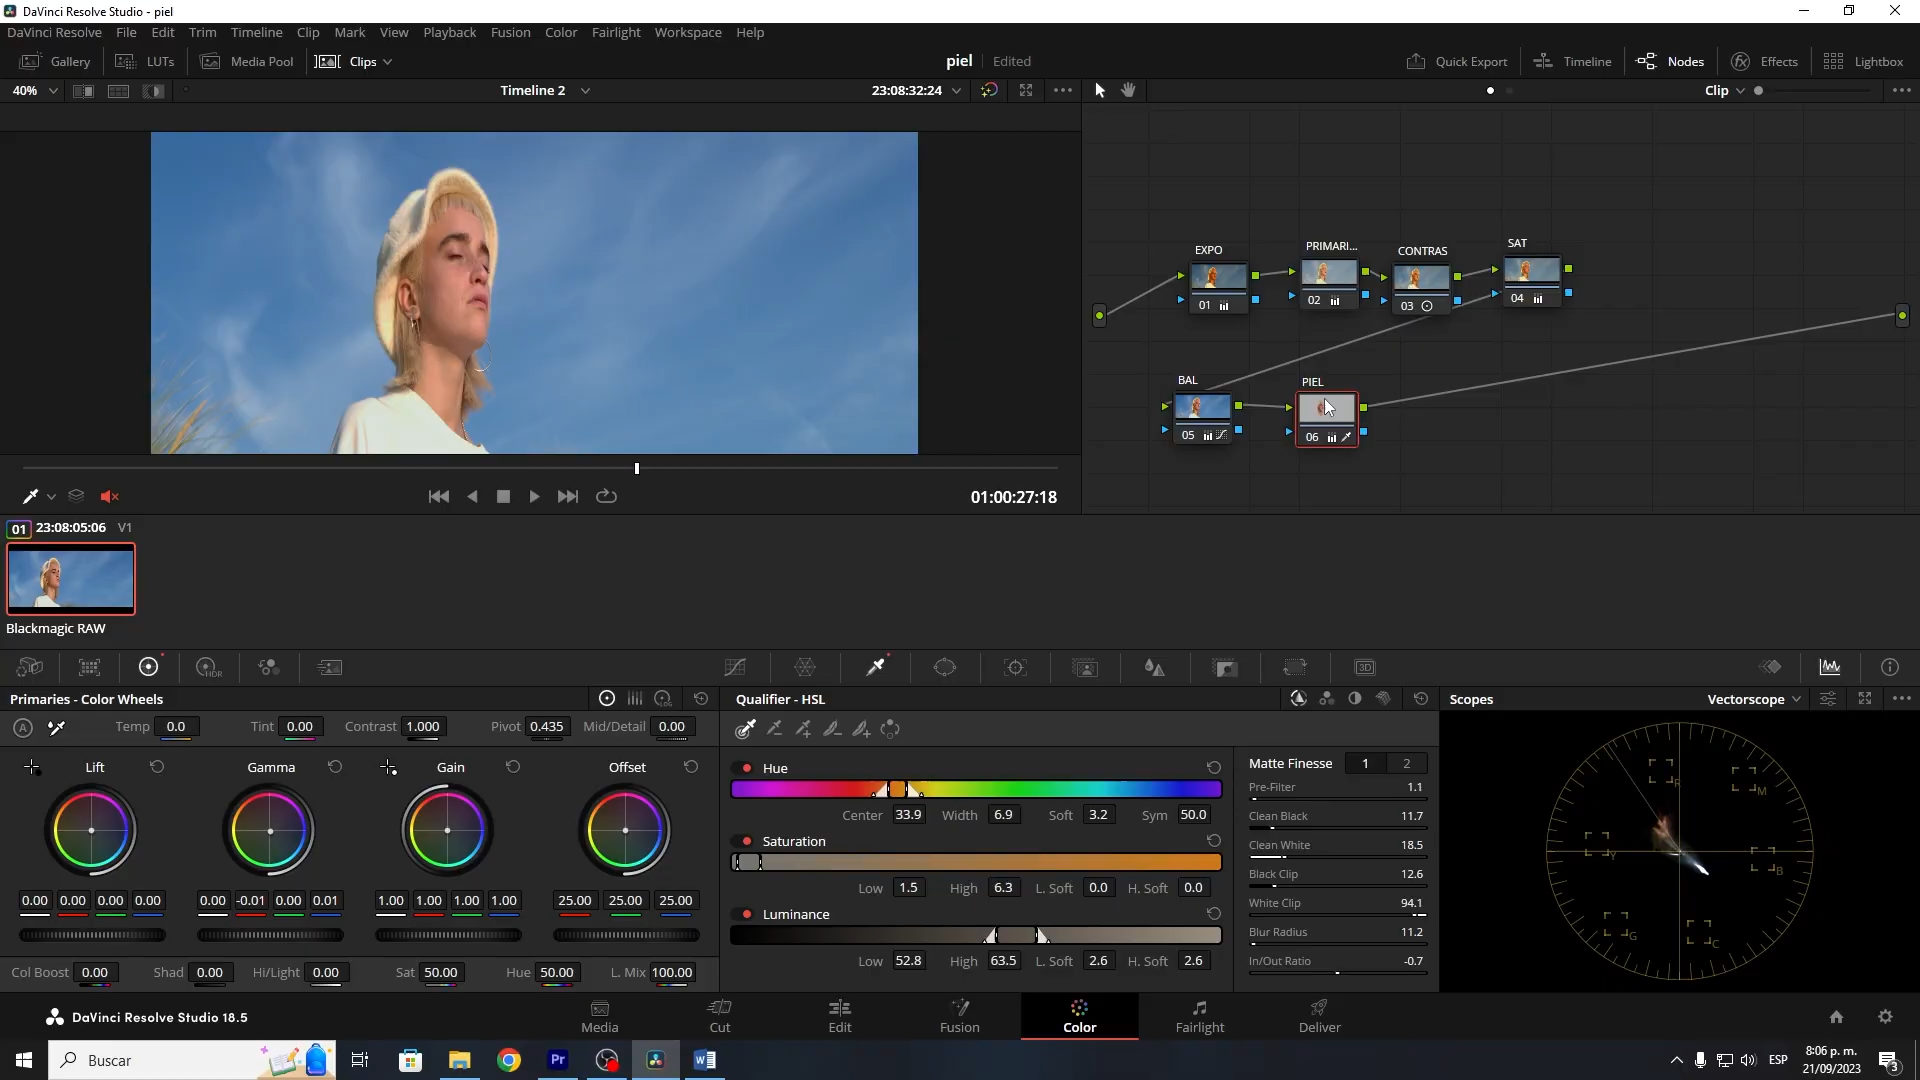 DaVinci Resolve Studio - piel
DaVinci Resolve File Edit Trim Timeline Clip Mark View Playback Fusion Color Fairlight Workspace Help
Gallery LUTs Media Pool Clips piel Edited Quick Export Timeline Nodes Effects Lightbox
40% Timeline 2 23:08:32:24 Clip
EXPO PRIMARI... CONTRAS SAT
01 02 03 04
BAL PIEL
05 06
01:00:27:18
01 23:08:05:06 V1
Blackmagic RAW
HDR 3D
Primaries - Color Wheels LOG Qualifier - HSL Scopes Vectorscope
A Temp 0.0 Tint 0.00 Contrast 1.000 Pivot 0.435 Mid/Detail 0.00
Lift Gamma Gain Offset
0.00 0.00 0.00 0.00 0.00 -0.01 0.00 0.01 1.00 1.00 1.00 1.00 25.00 25.00 25.00
Col Boost 0.00 Shad 0.00 Hi/Light 0.00 Sat 50.00 Hue 50.00 L. Mix 100.00
Hue
Center 33.9 Width 6.9 Soft 3.2 Sym 50.0
Saturation
Low 1.5 High 6.3 L. Soft 0.0 H. Soft 0.0
Luminance
Low 52.8 High 63.5 L. Soft 2.6 H. Soft 2.6
Matte Finesse 1 2
Pre-Filter 1.1
Clean Black 11.7
Clean White 18.5
Black Clip 12.6
White Clip 94.1
Blur Radius 11.2
In/Out Ratio -0.7
R M
Y B
G C
DaVinci Resolve Studio 18.5 Media Cut Edit Fusion Color Fairlight Deliver
Buscar Pr W ESP 8:06 p. m.
21/09/2023 3